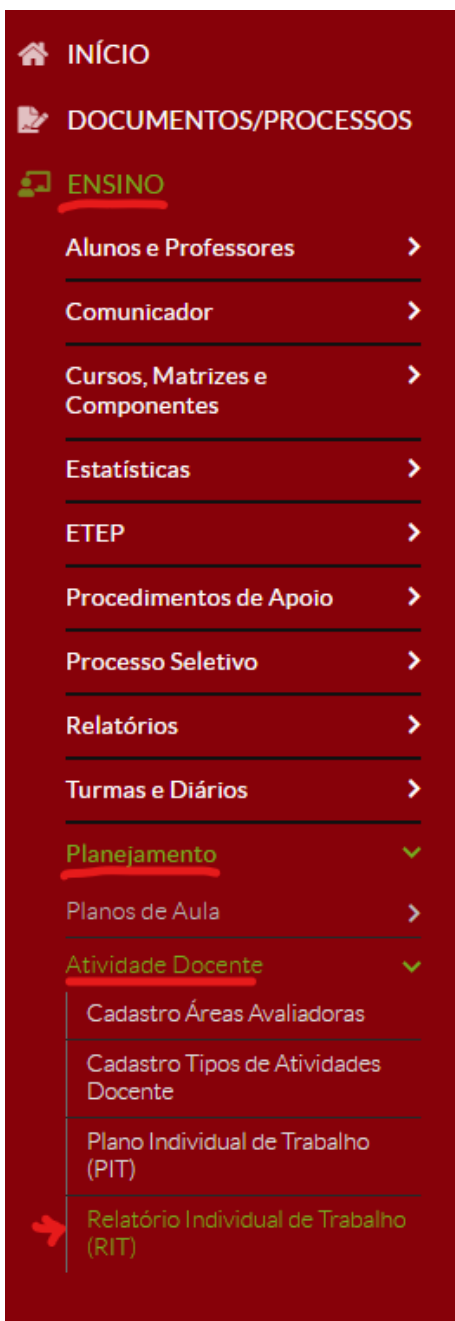 INÍCIO
DOCUMENTOS/PROCESSOS
ENSINO
Alunos e Professores
Comunicador
Cursos, Matrizes e
Componentes
Estatísticas
ETEP
Procedimentos de Apoio
Processo Seletivo
Relatórios
Turmas e Diários
Planejamento
Planos de Aula
Atividade Docente
Cadastro Áreas Avaliadoras
Cadastro Tipos de Atividades
Docente
Plano Individual de Trabalho
(PIT)
Relatório Individual de Trabalho
(RIT)